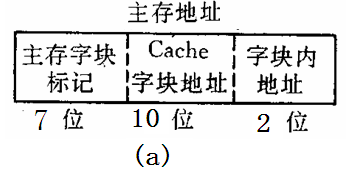 主存地址
主存字块 Cache 字块内
标记 字块地址 地址
7 位 10 位 2 位
(a)